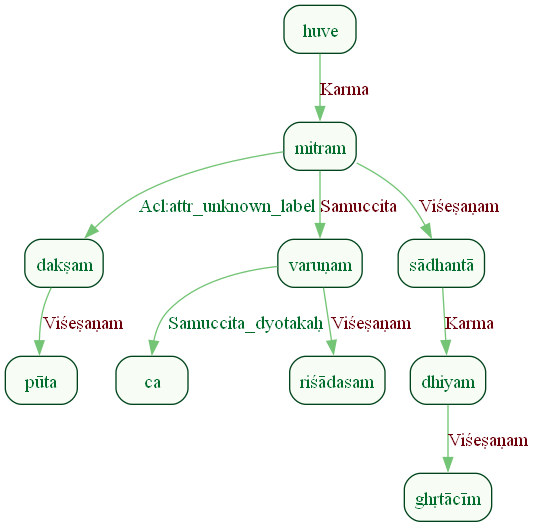 huve
Karma
mitram
Acl:attr_unknown_label
Samuccita
Viśeṣaṇam
dakṣam
varuṇam
sādhantā
Viśeṣaṇam
Samuccita_dyotakaḥ
Viśeṣaṇam
Karma
pūta
ca
riśādasam
dhiyam
Viśeṣaṇam
ghṛtācīm